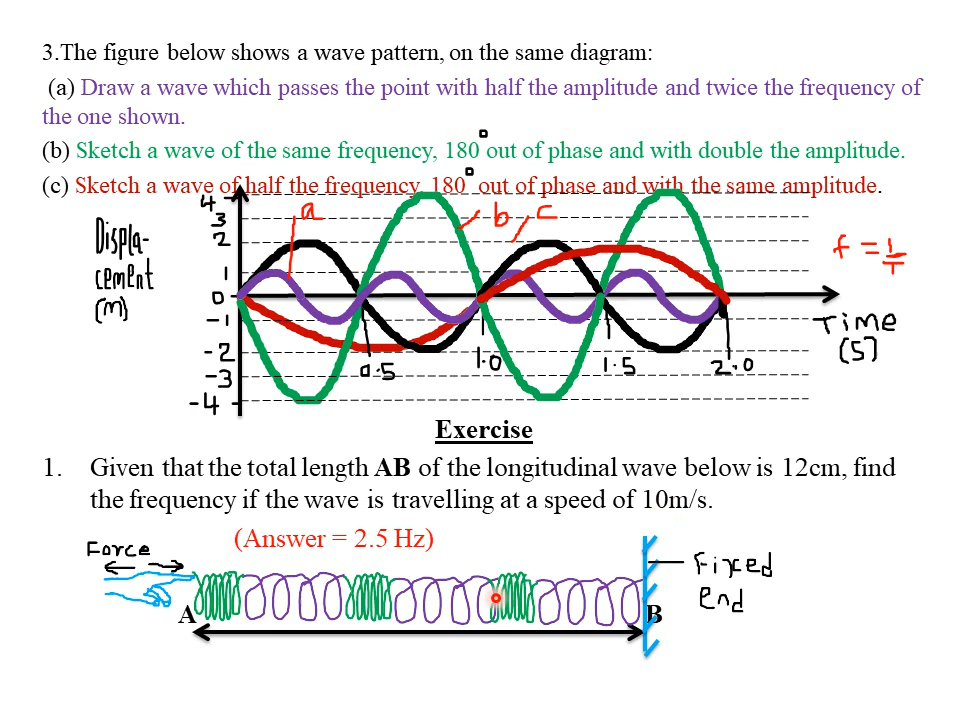 3.The figure below shows a wave pattern, on the same diagram:
(a) Draw a wave which passes the point with half the amplitude and twice the frequency of
the one shown.
(b) Sketch a wave of the same frequency, 180° out of phase and with double the amplitude.
(c) Sketch a wave of half the frequency, 180° out of phase and with the same amplitude.
Displa-
cement
(m)
4
3
2
1
0
-1
-2
-3
-4
a
b
c
f = 1/T
0.5
1.0
1.5
2.0
Time
(S)
Exercise
1. Given that the total length AB of the longitudinal wave below is 12cm, find
the frequency if the wave is travelling at a speed of 10m/s.
(Answer = 2.5 Hz)
Force
Fixed
end
A
B